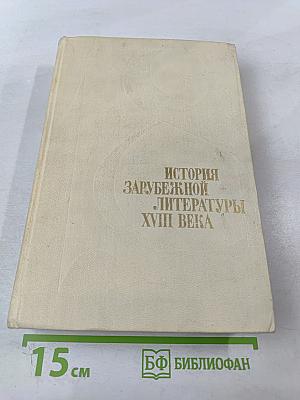 ИСТОРИЯ
ЗАРУБЕЖНОЙ
ЛИТЕРАТУРЫ
XVIII ВЕКА
15 см
БФ БИБЛИОФАН